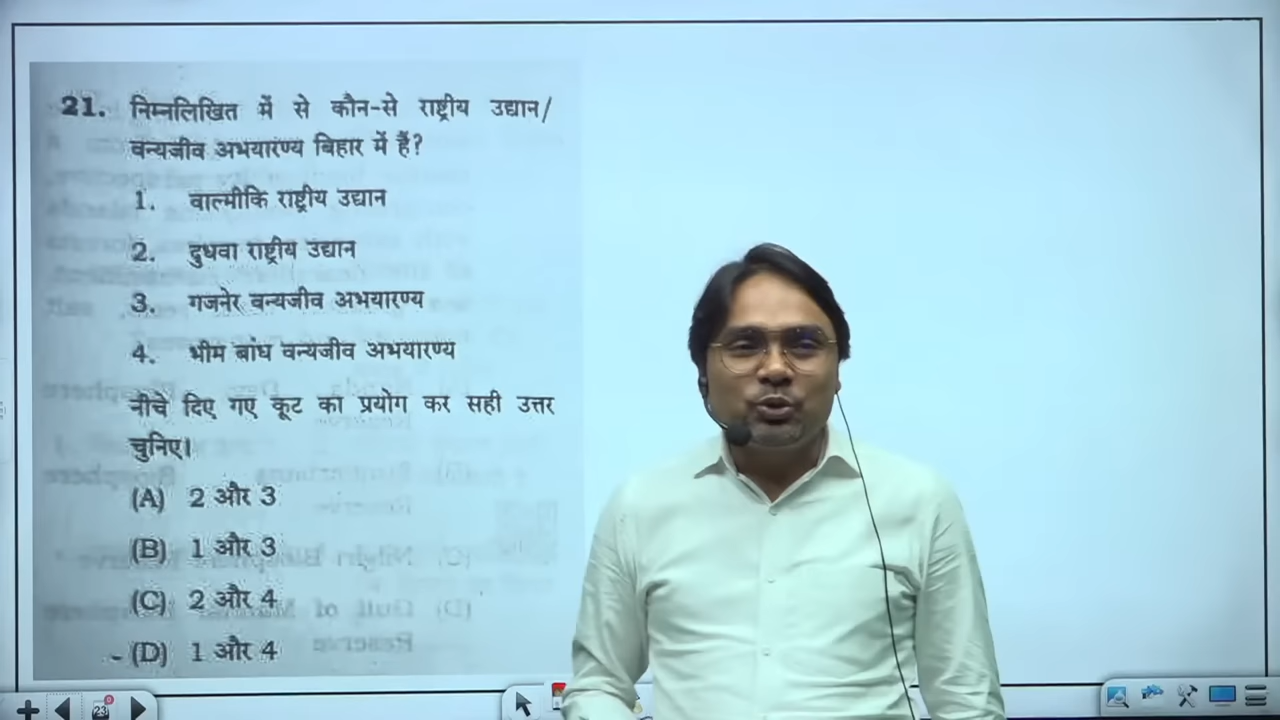 21. निम्नलिखित में से कौन-से राष्ट्रीय उद्यान/
वन्यजीव अभयारण्य बिहार में हैं?
1. वाल्मीकि राष्ट्रीय उद्यान
2. दुधवा राष्ट्रीय उद्यान
3. गजनेर वन्यजीव अभयारण्य
4. भीम बांध वन्यजीव अभयारण्य
नीचे दिए गए कूट का प्रयोग कर सही उत्तर
चुनिए।
(A) 2 और 3
(B) 1 और 3
(C) 2 और 4
(D) 1 और 4
23